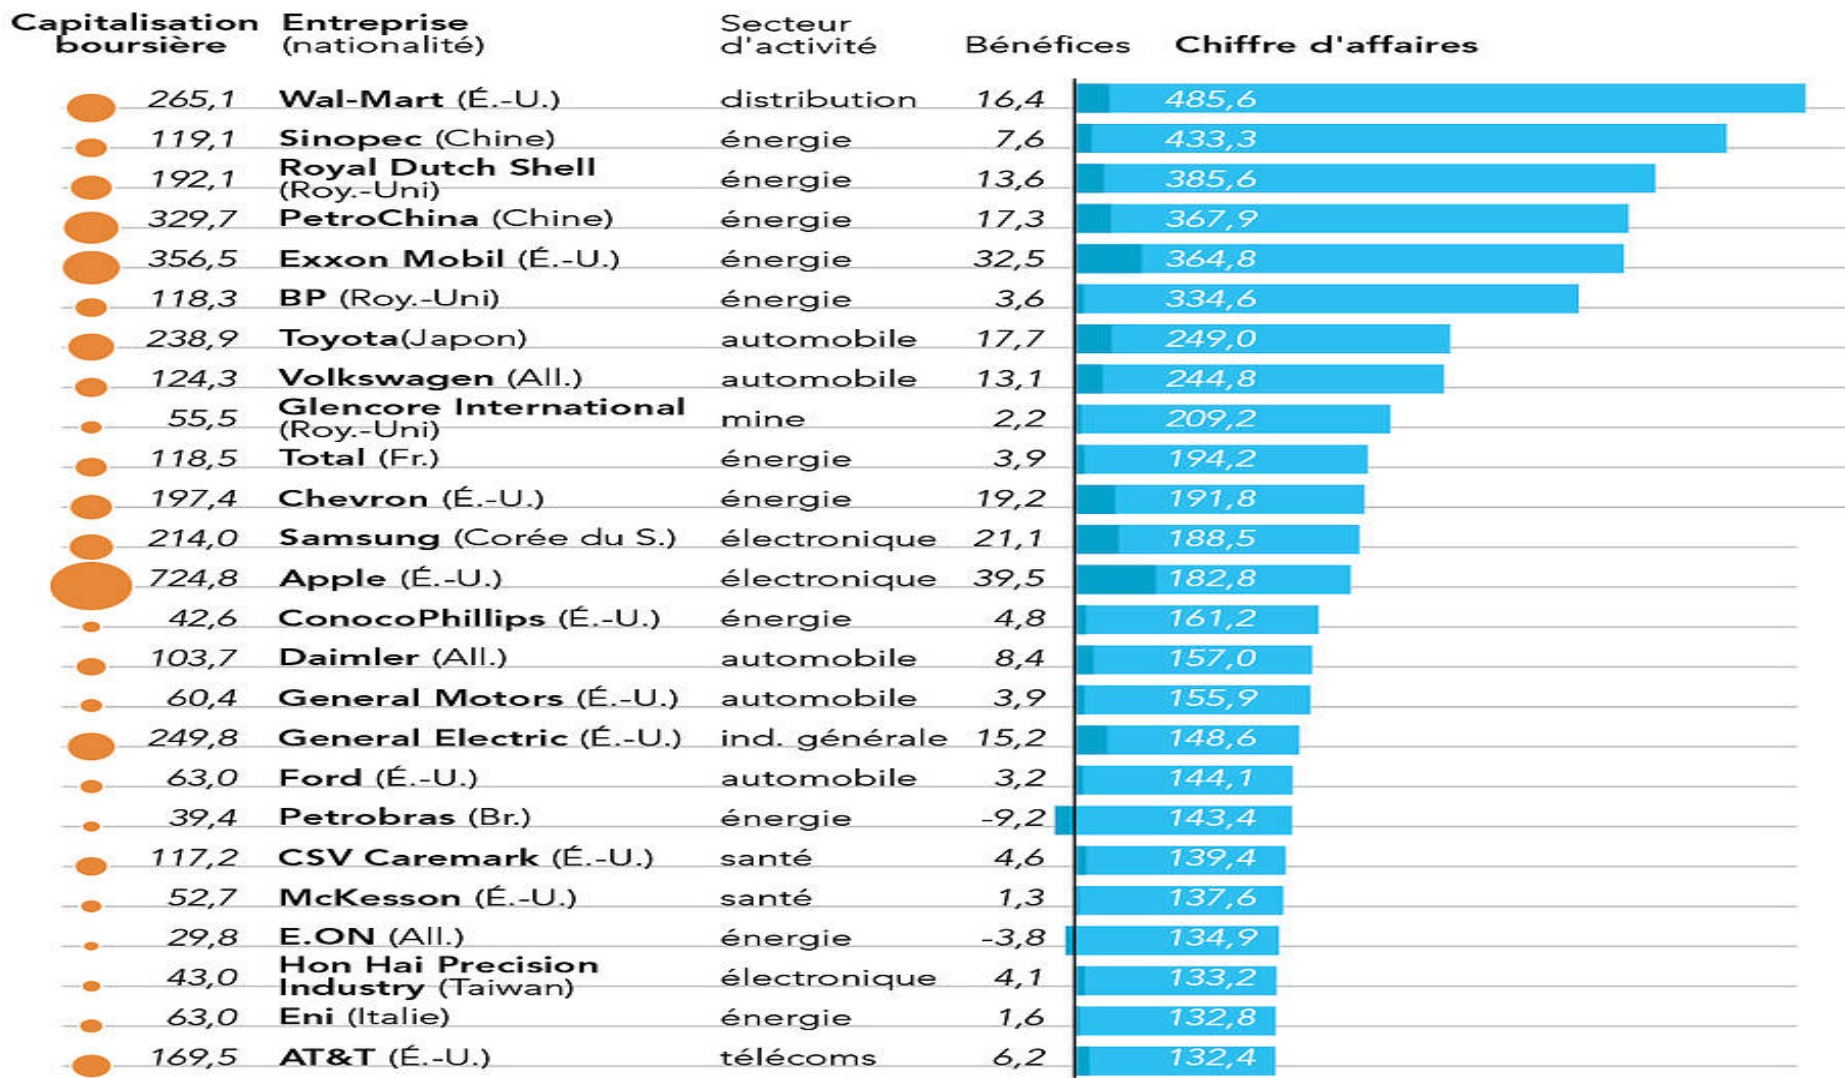 Capitalisation Entreprise Secteur
boursière (nationalité) d'activité Bénéfices Chiffre d'affaires
265,1 Wal-Mart (É.-U.) distribution 16,4 485,6
119,1 Sinopec (Chine) énergie 7,6 433,3
Royal Dutch Shell
192,1 énergie 13,6 385,6
(Roy.-Uni)
329,7 PetroChina (Chine) énergie 17,3 367,9
356,5 Exxon Mobil (É.-U.) énergie 32,5 364,8
118,3 BP (Roy.-Uni) énergie 3,6 334,6
238,9 Toyota(Japon) automobile 17,7 249,0
124,3 Volkswagen (All.) automobile 13,1 244,8
Glencore International
55,5 mine 2,2 209,2
(Roy.-Uni)
118,5 Total (Fr.) énergie 3,9 194,2
197,4 Chevron (É.-U.) énergie 19,2 191,8
214,0 Samsung (Corée du S.) électronique 21,1 188,5
724,8 Apple (É.-U.) électronique 39,5 182,8
42,6 ConocoPhillips (É.-U.) énergie 4,8 161,2
103,7 Daimler (All.) automobile 8,4 157,0
60,4 General Motors (É.-U.) automobile 3,9 155,9
249,8 General Electric (É.-U.) ind. générale 15,2 148,6
63,0 Ford (É.-U.) automobile 3,2 144,1
39,4 Petrobras (Br.) énergie -9,2 143,4
117,2 CSV Caremark (É.-U.) santé 4,6 139,4
52,7 McKesson (É.-U.) santé 1,3 137,6
29,8 E.ON (All.) énergie -3,8 134,9
Hon Hai Precision
43,0 électronique 4,1 133,2
Industry (Taiwan)
63,0 Eni (Italie) énergie 1,6 132,8
169,5 AT&T (É.-U.) télécoms 6,2 132,4